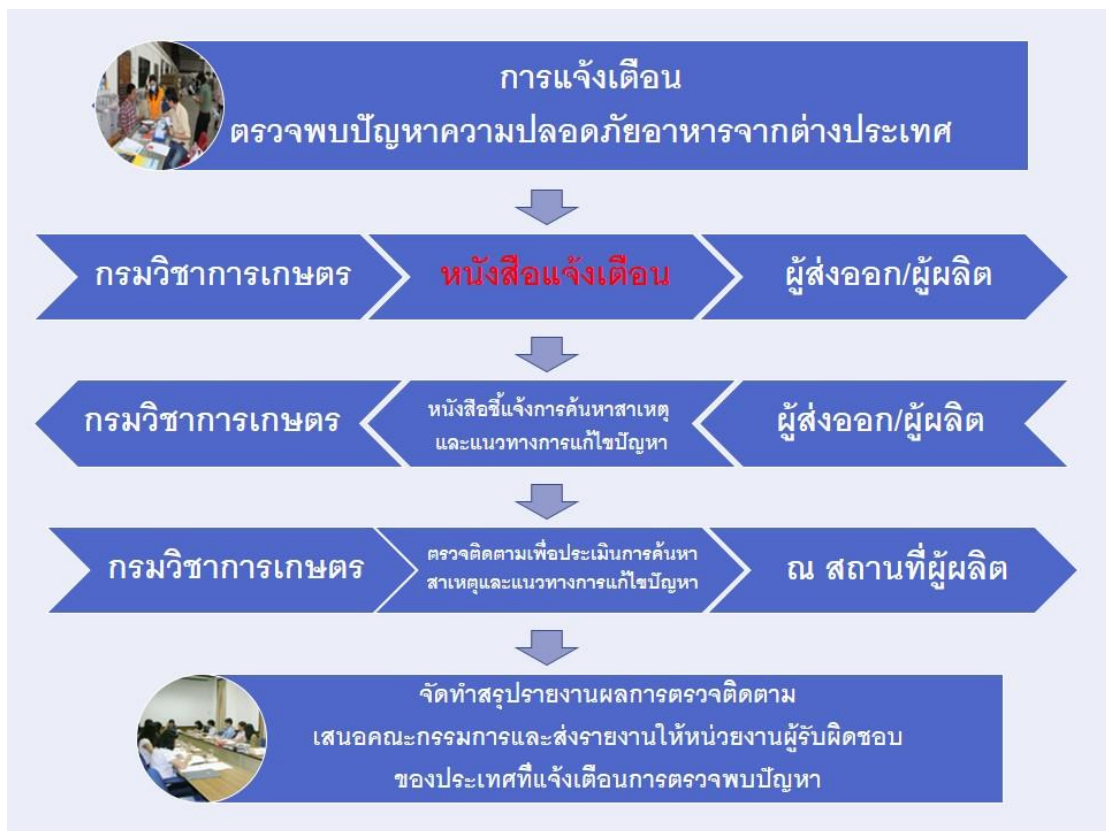 การแจ้งเตือน
ตรวจพบปัญหาความปลอดภัยอาหารจากต่างประเทศ
กรมวิชาการเกษตร
หนังสือแจ้งเตือน
ผู้ส่งออก/ผู้ผลิต
กรมวิชาการเกษตร
หนังสือชี้แจงการค้นหาสาเหตุ
และแนวทางการแก้ไขปัญหา
ผู้ส่งออก/ผู้ผลิต
กรมวิชาการเกษตร
ตรวจติดตามเพื่อประเมินการค้นหา
สาเหตุและแนวทางการแก้ไขปัญหา
ณ สถานที่ผู้ผลิต
จัดทำสรุปรายงานผลการตรวจติดตาม
เสนอคณะกรรมการและส่งรายงานให้หน่วยงานผู้รับผิดชอบ
ของประเทศที่แจ้งเตือนการตรวจพบปัญหา